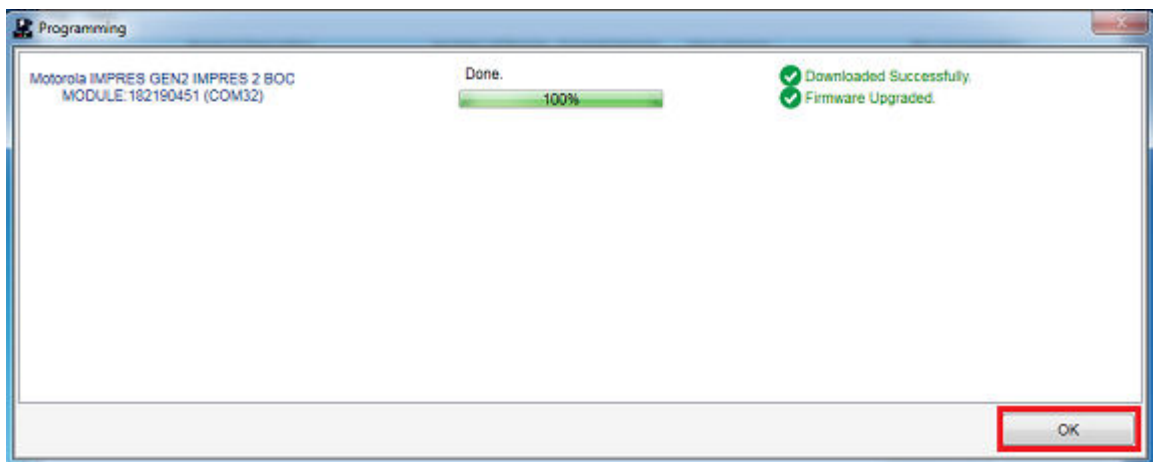 Programming
Motorola IMPRES GEN2 IMPRES 2 BOC
MODULE:182190451 (COM32)
Done.
100%
Downloaded Successfully.
Firmware Upgraded.
OK